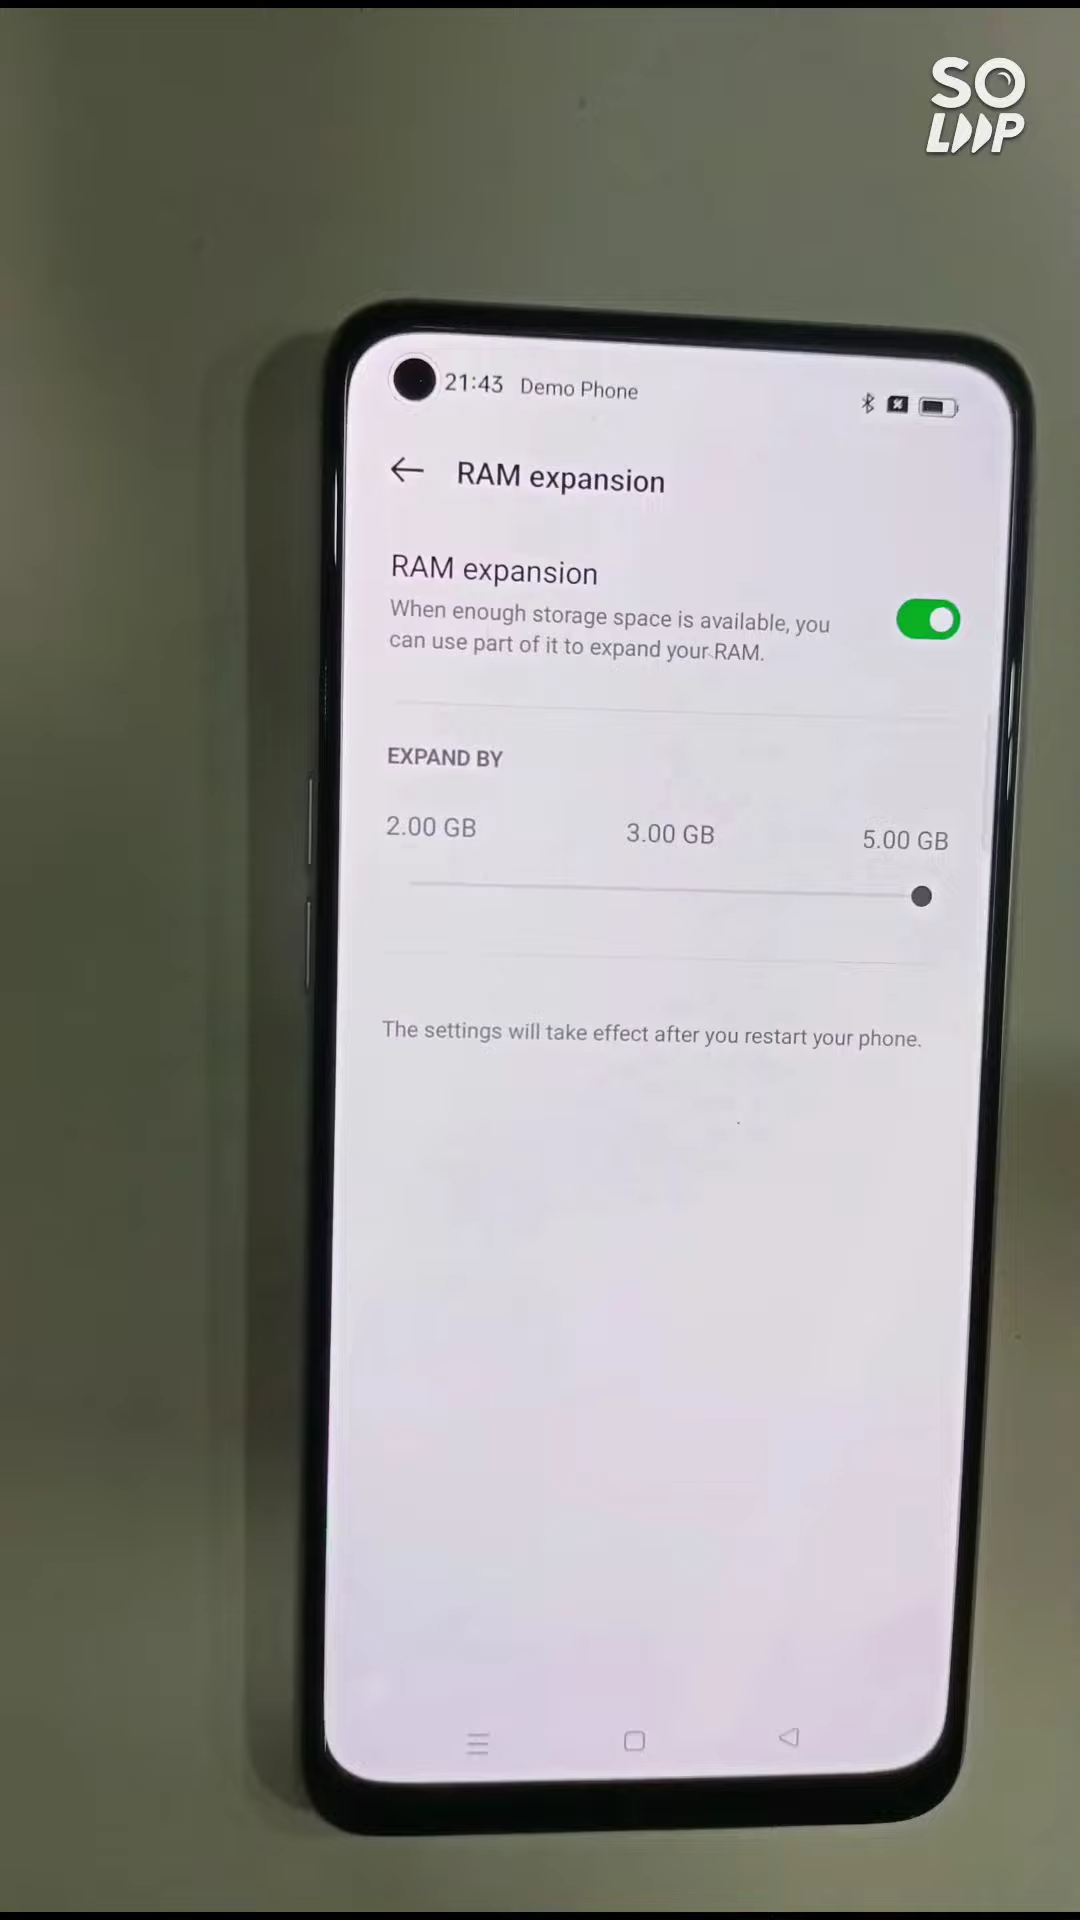 SO
LOOP
21:43 Demo Phone
RAM expansion
RAM expansion
When enough storage space is available, you
can use part of it to expand your RAM.
EXPAND BY
2.00 GB 3.00 GB 5.00 GB
The settings will take effect after you restart your phone.